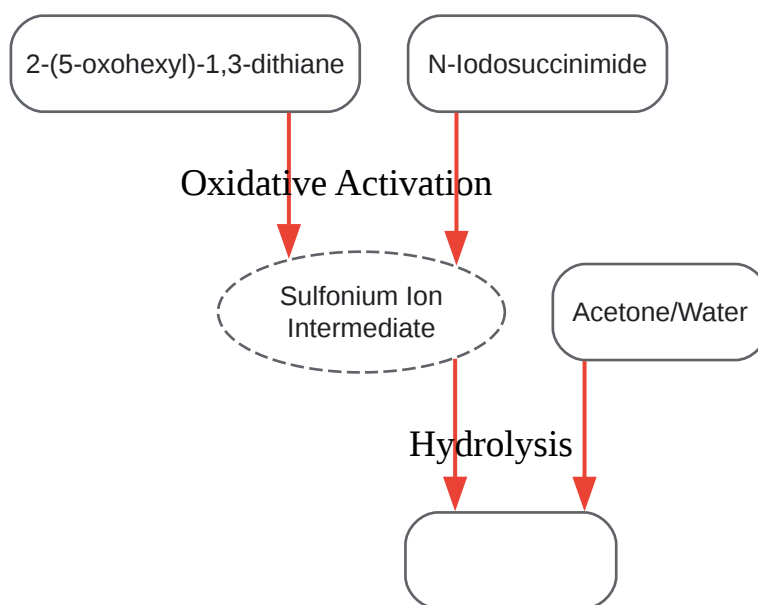 2-(5-oxohexyl)-1,3-dithiane
N-Iodosuccinimide
Oxidative Activation
Sulfonium Ion
Intermediate
Acetone/Water
Hydrolysis